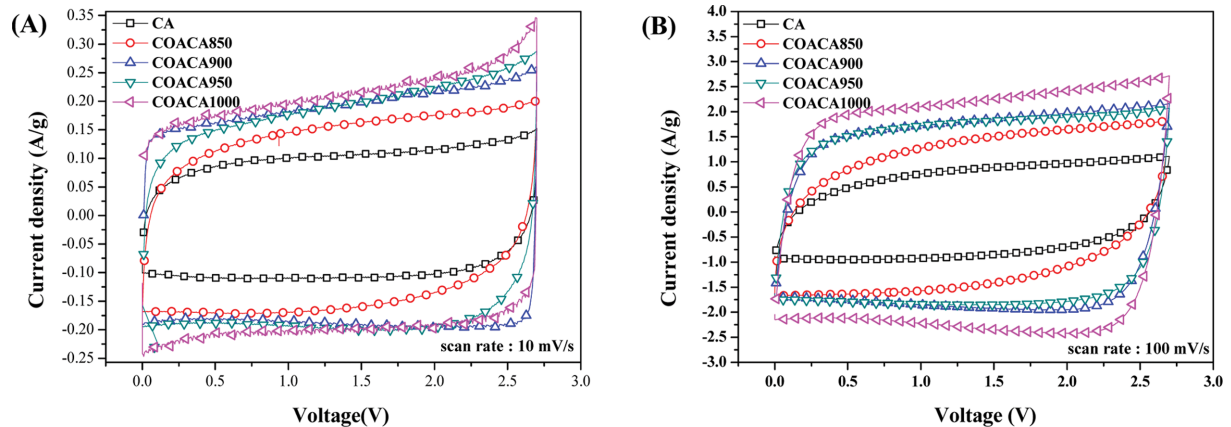 (A)
Current density (A/g)
0.35
0.30
0.25
0.20
0.15
0.10
0.05
0.00
-0.05
-0.10
-0.15
-0.20
-0.25
CA
COACA850
COACA900
COACA950
COACA1000
scan rate : 10 mV/s
0.0 0.5 1.0 1.5 2.0 2.5 3.0
Voltage(V)
(B)
Current density (A/g)
4.0
3.5
3.0
2.5
2.0
1.5
1.0
0.5
0.0
-0.5
-1.0
-1.5
-2.0
-2.5
-3.0
CA
COACA850
COACA900
COACA950
COACA1000
scan rate : 100 mV/s
0.0 0.5 1.0 1.5 2.0 2.5 3.0
Voltage (V)